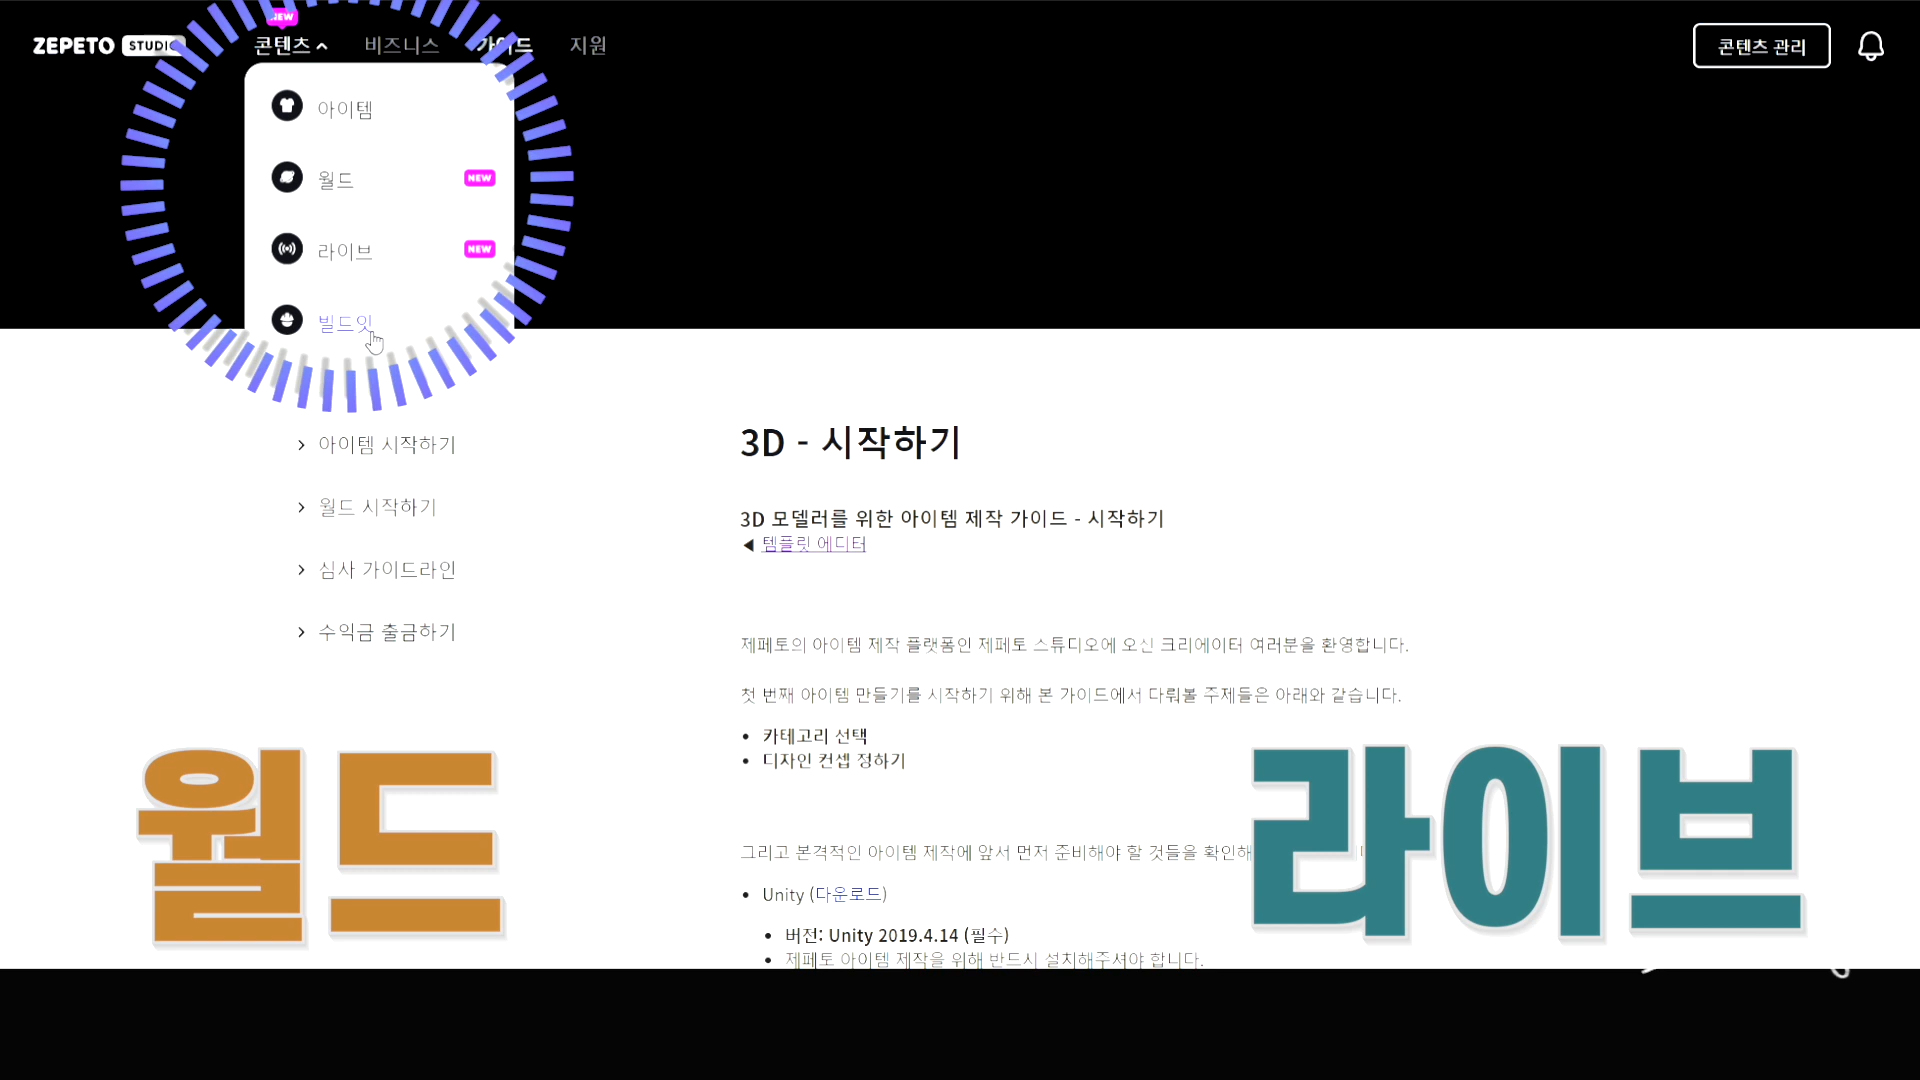 NEW
ZEPETO STUDIO 콘텐츠 비즈니스 가이드 지원 콘텐츠 관리
아이템
월드 NEW
라이브 NEW
빌드잇
아이템 시작하기
월드 시작하기
심사 가이드라인
수익금 출금하기
3D - 시작하기
3D 모델러를 위한 아이템 제작 가이드 - 시작하기
◀ 템플릿 에디터
제페토의 아이템 제작 플랫폼인 제페토 스튜디오에 오신 크리에이터 여러분을 환영합니다.
첫 번째 아이템 만들기를 시작하기 위해 본 가이드에서 다뤄볼 주제들은 아래와 같습니다.
• 카테고리 선택
• 디자인 컨셉 정하기
그리고 본격적인 아이템 제작에 앞서 먼저 준비해야 할 것들을 확인해
• Unity (다운로드)
• 버전: Unity 2019.4.14 (필수)
• 제페토 아이템 제작을 위해 반드시 설치해주셔야 합니다.
월드
라이브